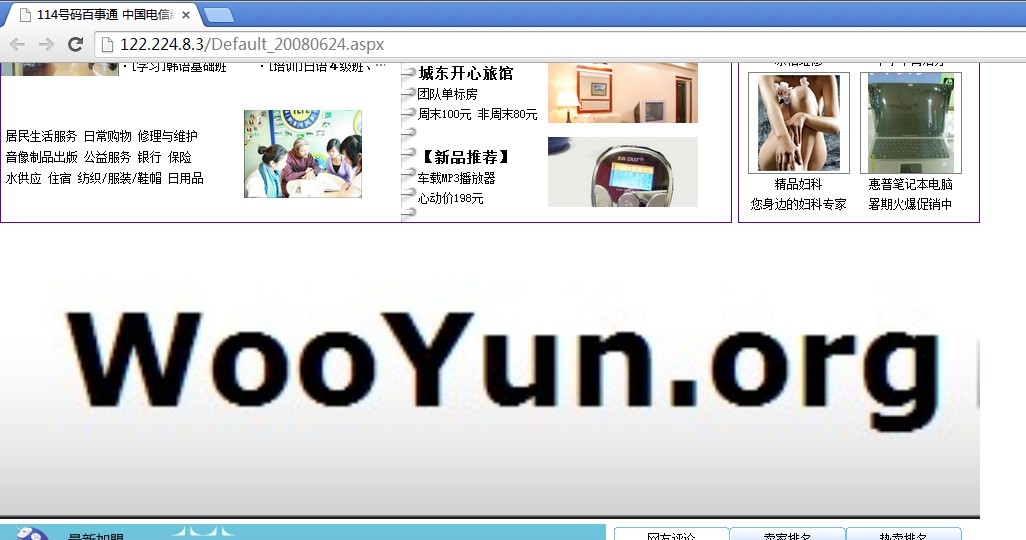 114号码百事通 中国电信
122.224.8.3/Default_20080624.aspx
·[学习]韩语基础班
·[培训]日语4级班、…
城东开心旅馆
团队单标房
周末100元 非周末80元
居民生活服务 日常购物 修理与维护
音像制品出版 公益服务 银行 保险
水供应 住宿 纺织/服装/鞋帽 日用品
【新品推荐】
车载MP3播放器
心动价198元
精品妇科
您身边的妇科专家
惠普笔记本电脑
署期火爆促销中
WooYun.org
最新加盟
网友评论
卖家排名
热卖排名